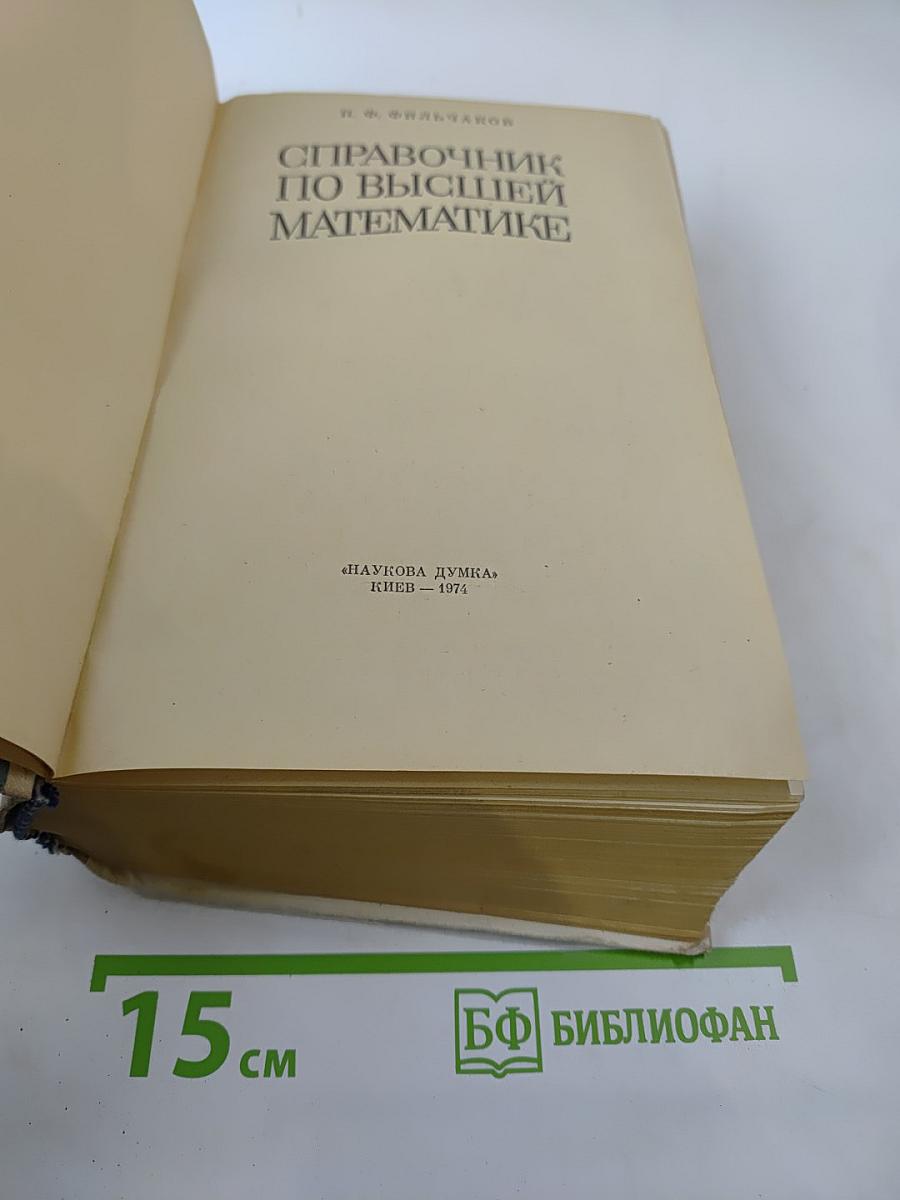 П. Ф. ФИЛЬЧАКОВ
СПРАВОЧНИК
ПО ВЫСШЕЙ
МАТЕМАТИКЕ
«НАУКОВА ДУМКА»
КИЕВ — 1974
15 см
БФ БИБЛИОФАН